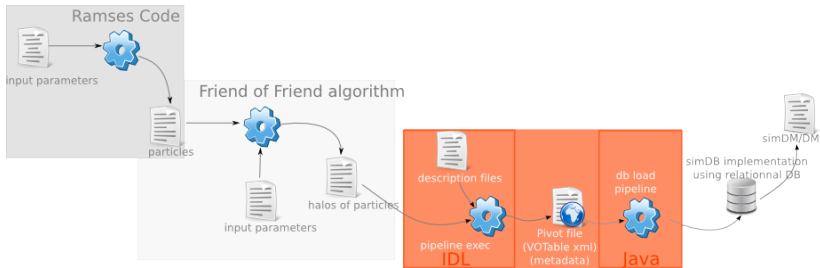 Ramses Code
input parameters
particles
Friend of Friend algorithm
input parameters
halos of particles
description files
pipeline exec
IDL
Pivot file
(VOTable xml)
(metadata)
db load
pipeline
Java
simDB implementation
using relationnal DB
simDM/DM